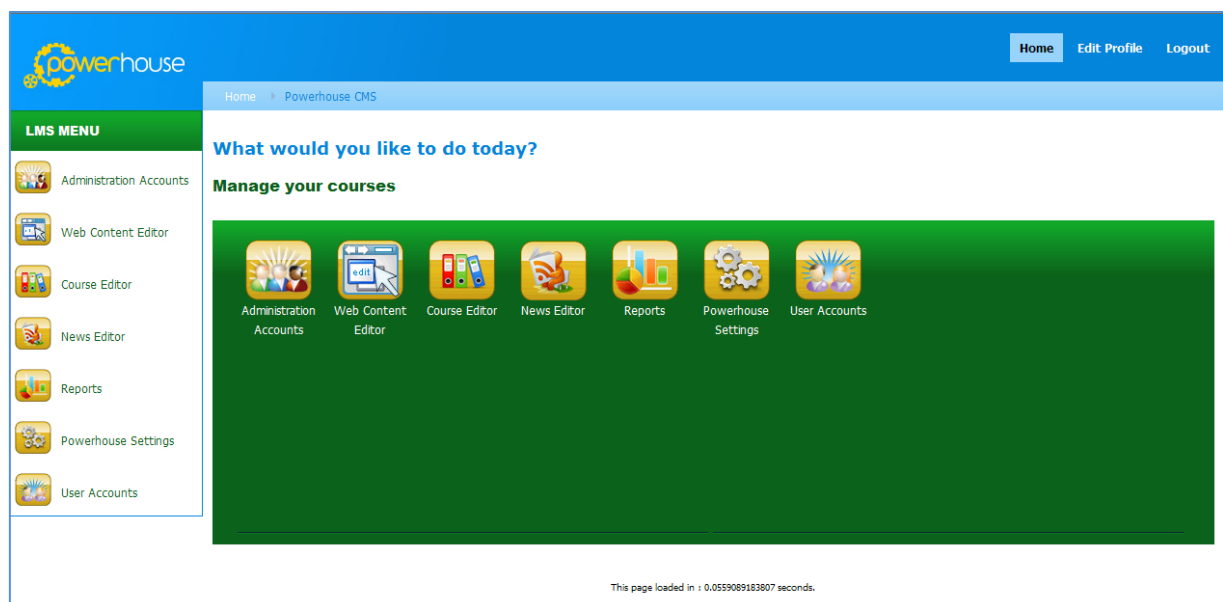 powerhouse
Home Edit Profile Logout
Home Powerhouse CMS
LMS MENU
Administration Accounts
Web Content Editor
Course Editor
News Editor
Reports
Powerhouse Settings
User Accounts
What would you like to do today?
Manage your courses
edit
Administration Accounts
Web Content Editor
Course Editor
News Editor
Reports
Powerhouse Settings
User Accounts
This page loaded in : 0.0559089183807 seconds.